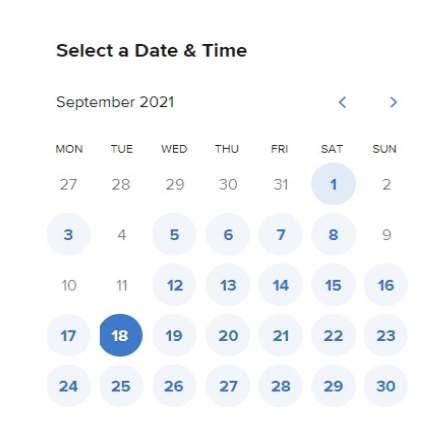 Select a Date & Time
September 2021
MON TUE WED THU FRI SAT SUN
27 28 29 30 31 1 2
3 4 5 6 7 8 9
10 11 12 13 14 15 16
17 18 19 20 21 22 23
24 25 26 27 28 29 30